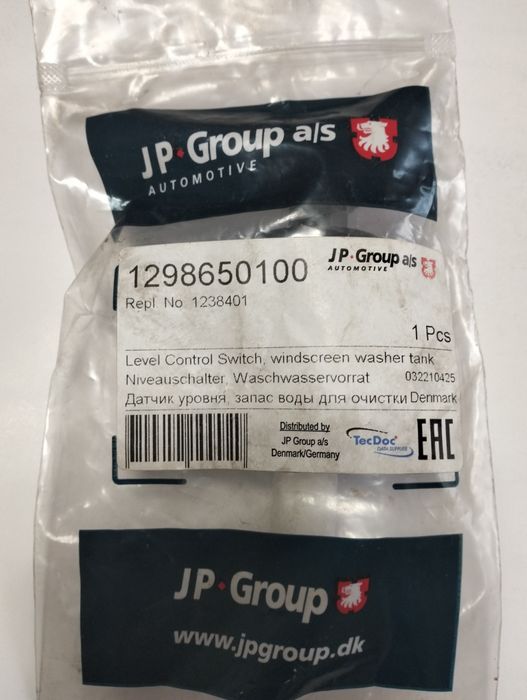 JP Group a/s
AUTOMOTIVE
1298650100
JP Group a/s
AUTOMOTIVE
Repl. No. 1238401
1 Pcs
Level Control Switch, windscreen washer tank
Niveauschalter, Waschwasservorrat 032210425
Датчик уровня, запас воды для очистки Denmark
Distributed by
JP Group a/s
Denmark/Germany
TecDoc
DATA SUPPLIER
EAC
JP Group
www.jpgroup.dk